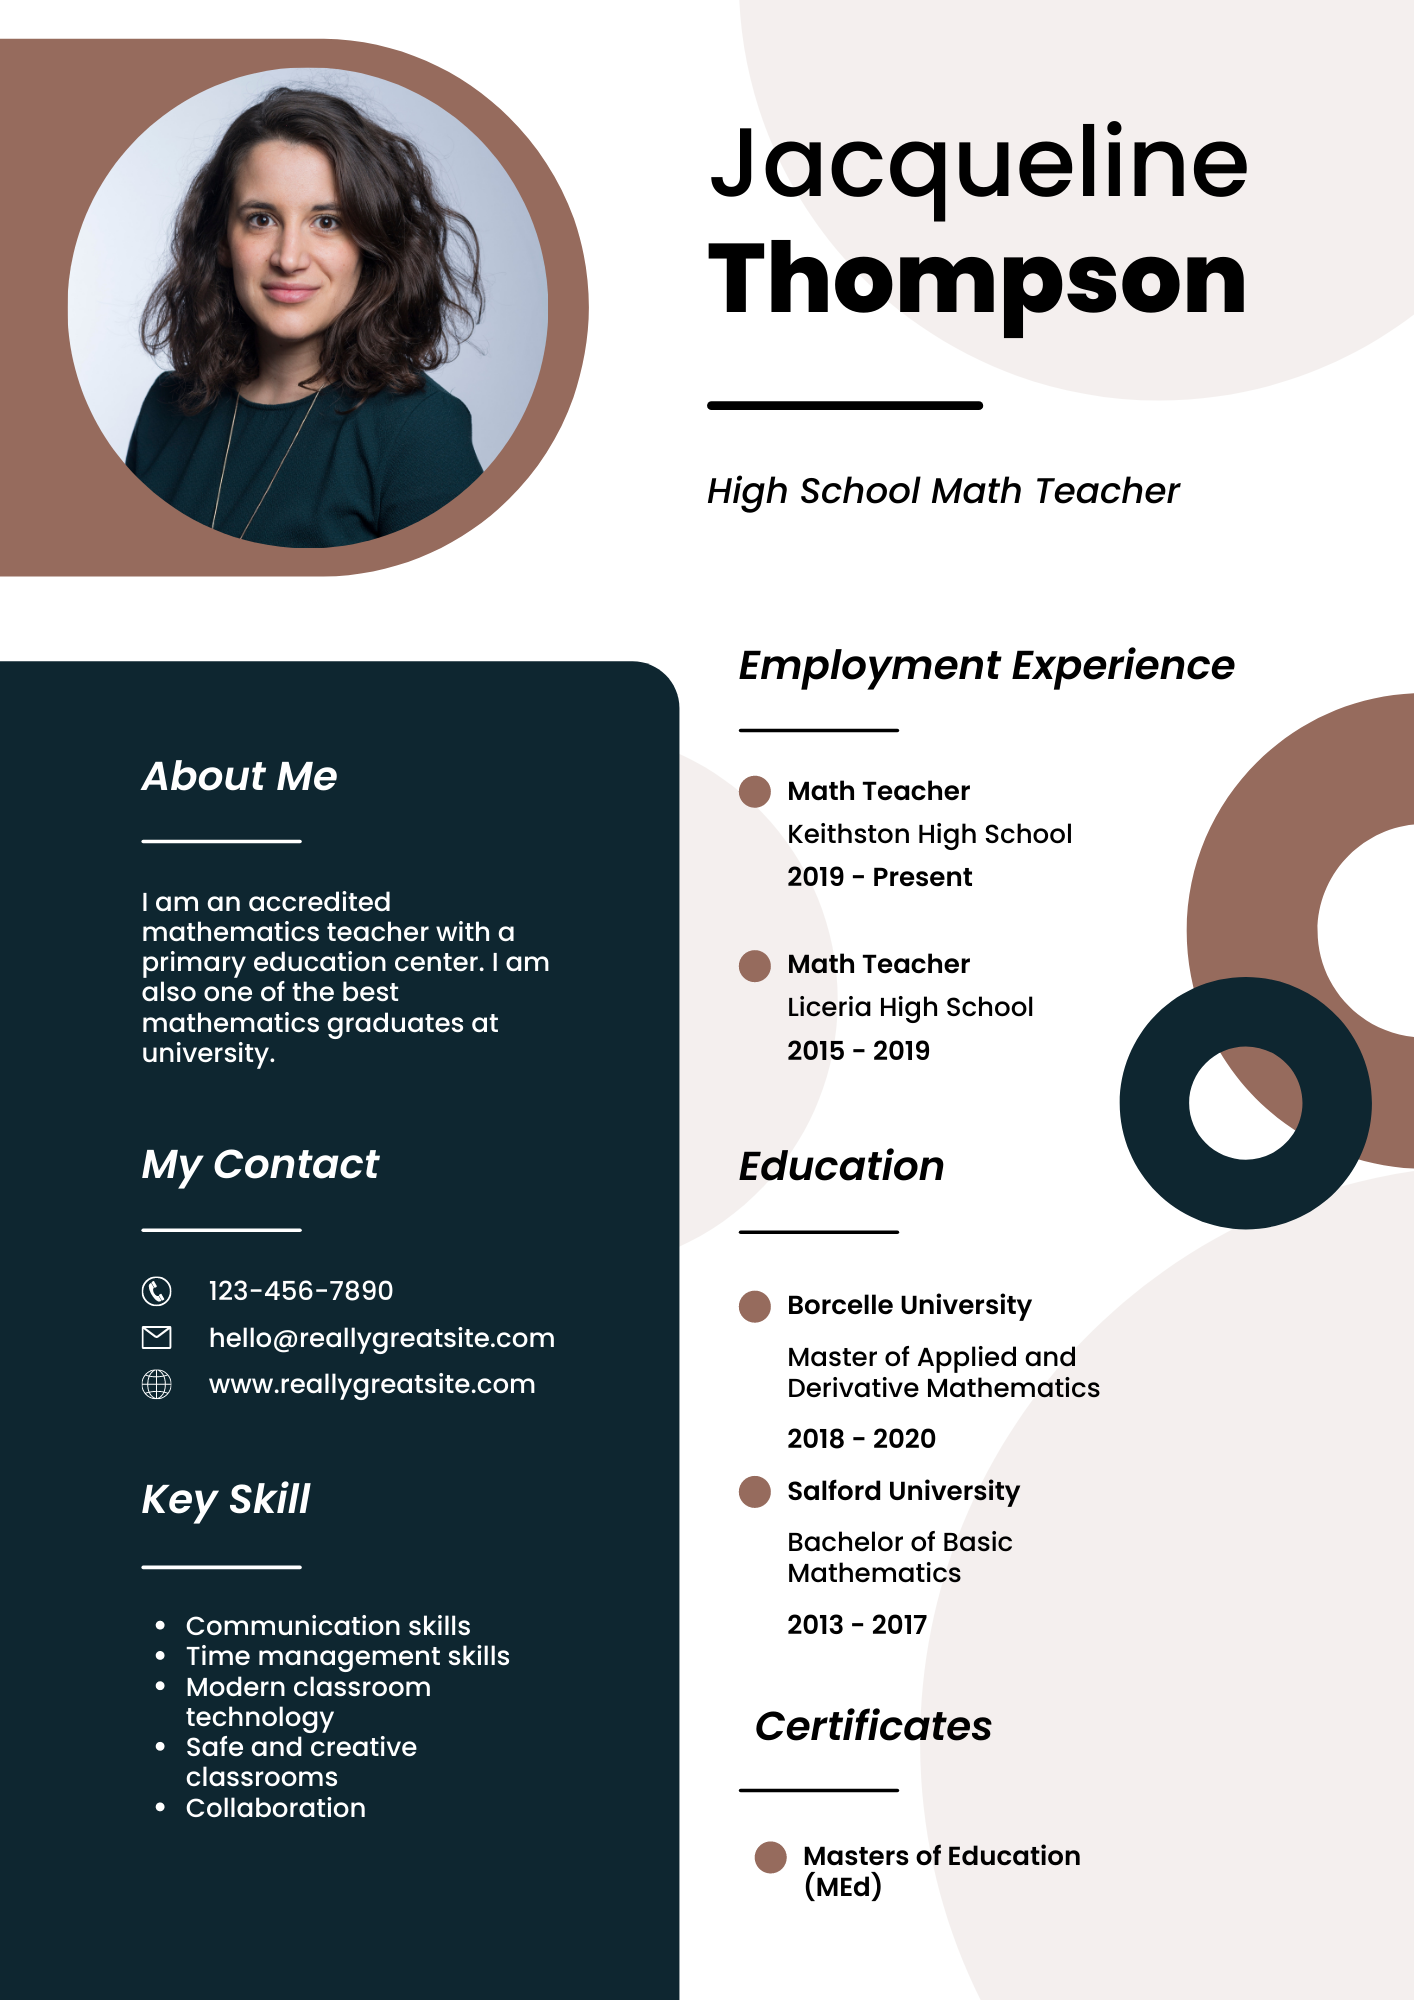 Jacqueline
Thompson
High School Math Teacher
About Me
I am an accredited
mathematics teacher with a
primary education center. I am
also one of the best
mathematics graduates at
university.
My Contact
123-456-7890
hello@reallygreatsite.com
www.reallygreatsite.com
Key Skill
• Communication skills
• Time management skills
• Modern classroom
technology
• Safe and creative
classrooms
• Collaboration
Employment Experience
Math Teacher
Keithston High School
2019 - Present
Math Teacher
Liceria High School
2015 - 2019
Education
Borcelle University
Master of Applied and
Derivative Mathematics
2018 - 2020
Salford University
Bachelor of Basic
Mathematics
2013 - 2017
Certificates
Masters of Education
(MEd)